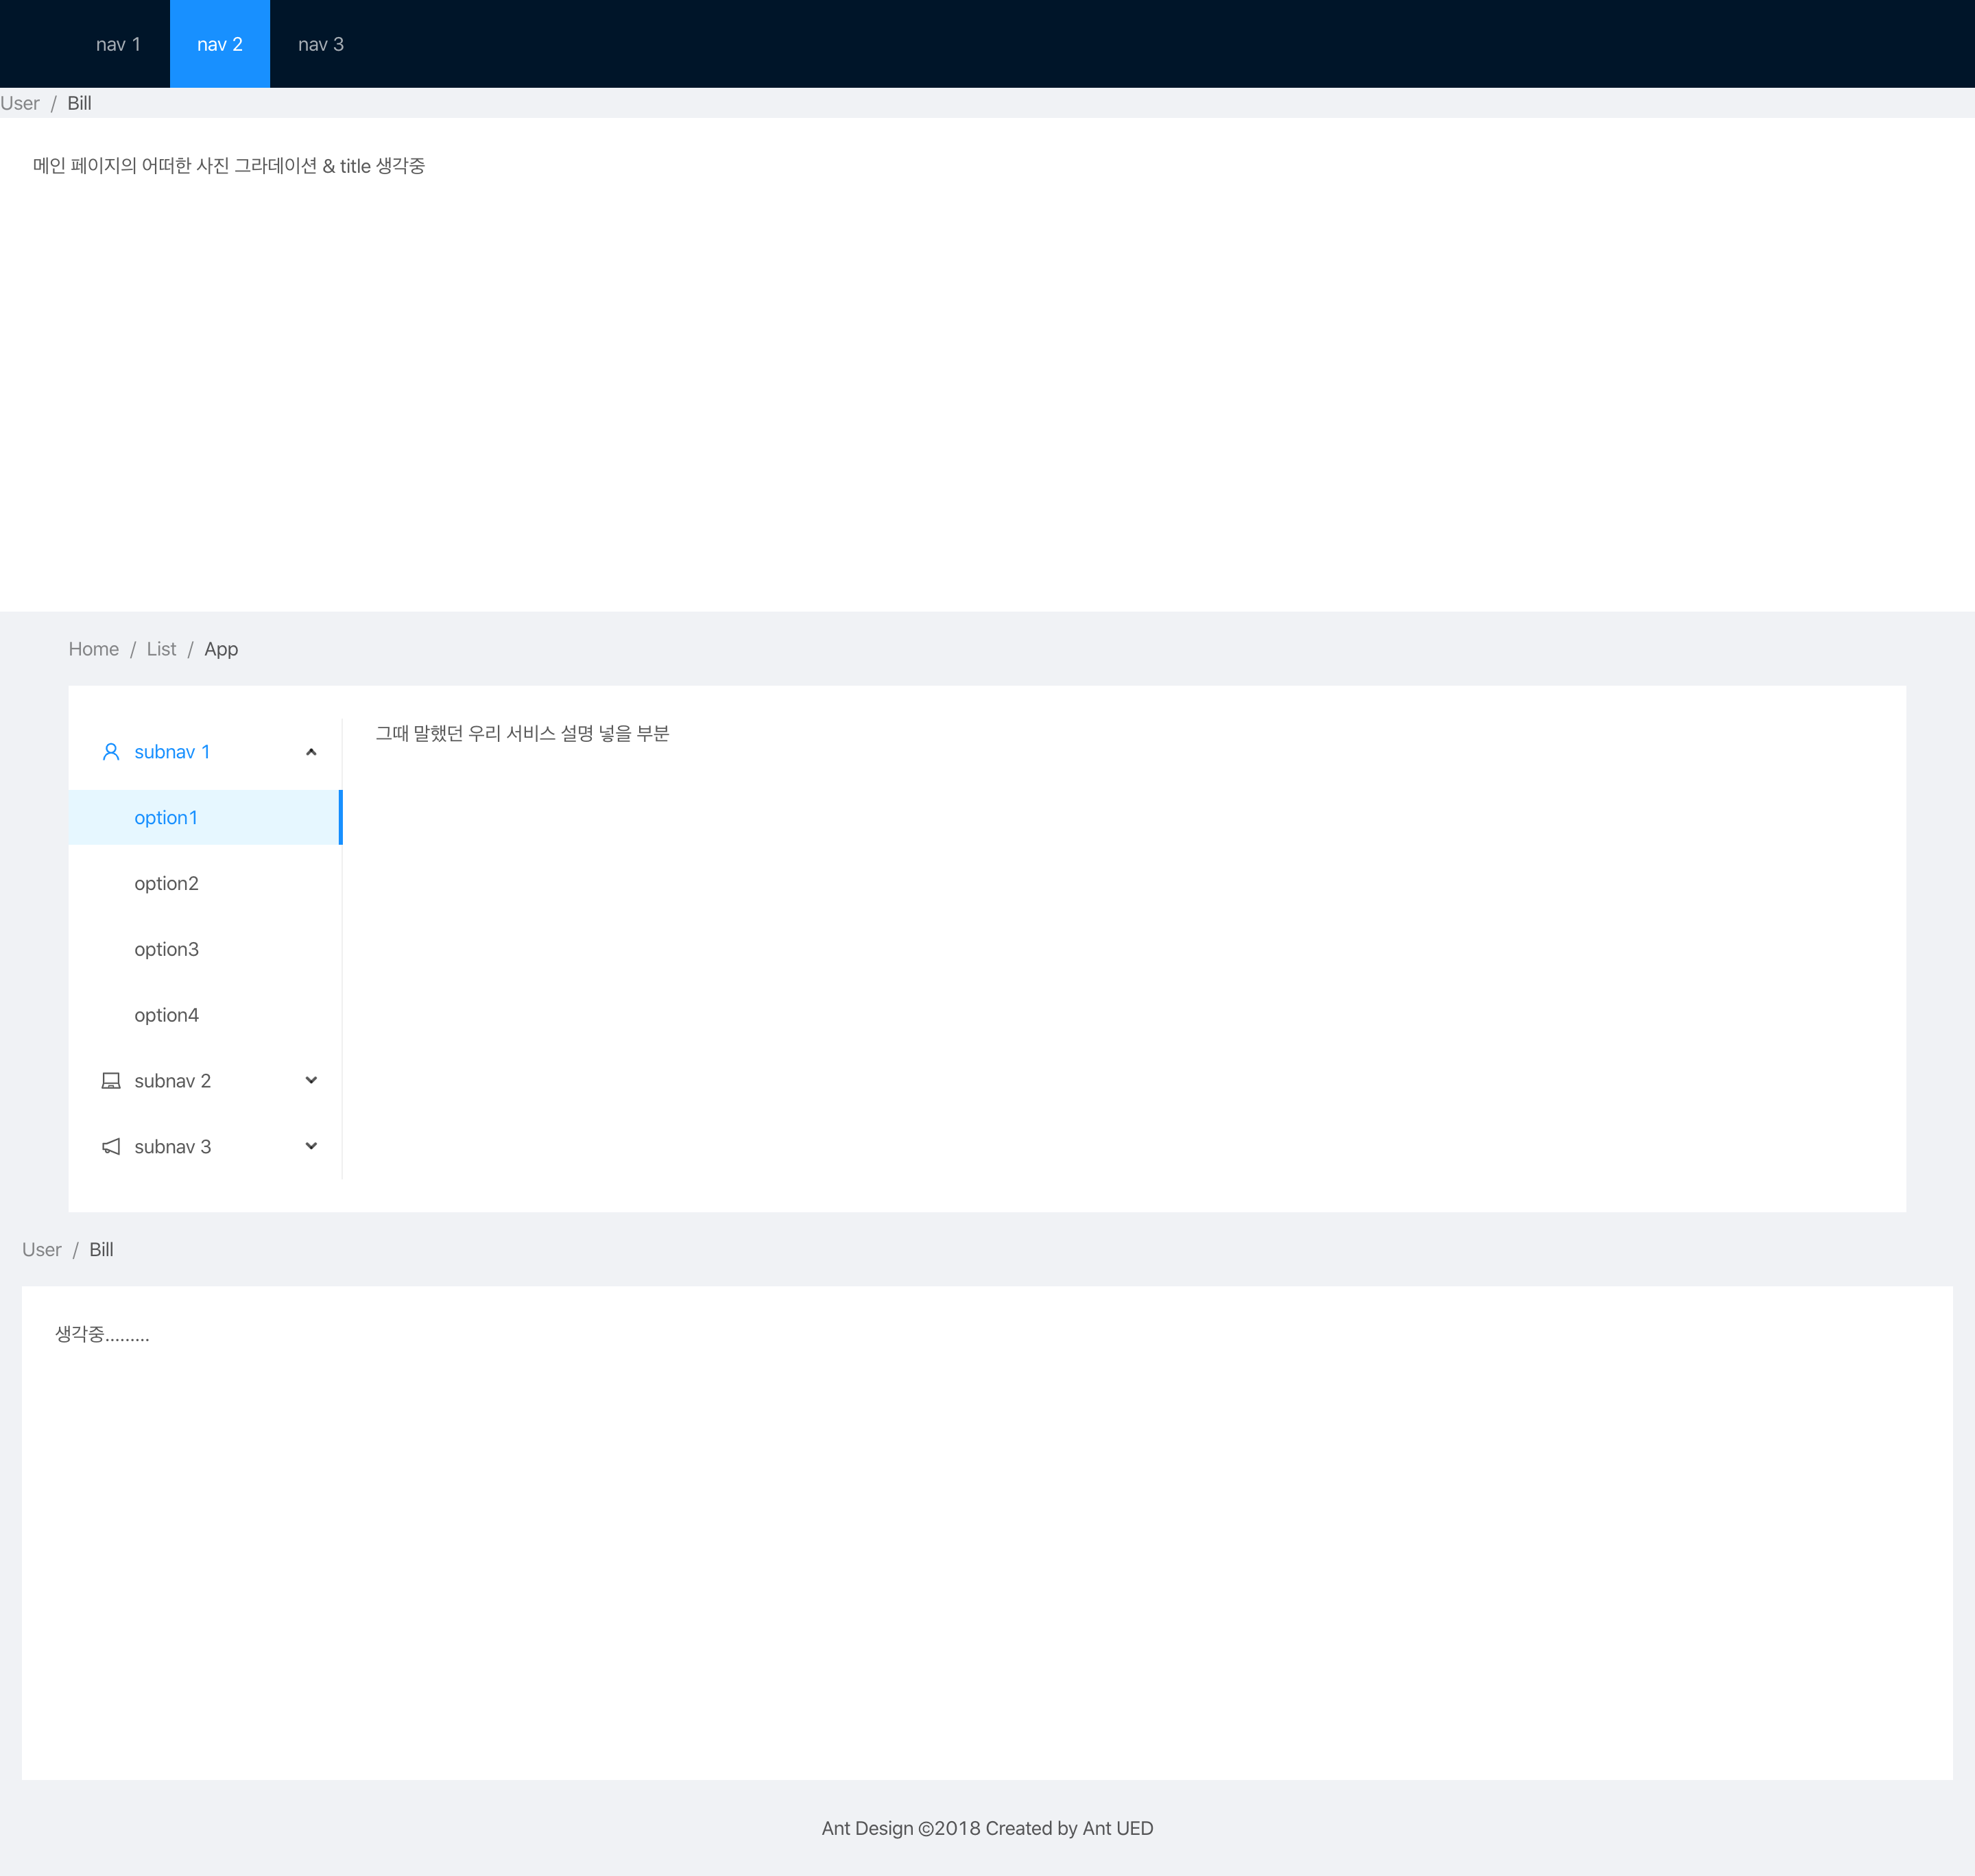 nav 1 nav 2 nav 3
User / Bill
메인 페이지의 어떠한 사진 그라데이션 & title 생각중
Home / List / App
그때 말했던 우리 서비스 설명 넣을 부분
subnav 1
option1
option2
option3
option4
subnav 2
subnav 3
User / Bill
생각중.........
Ant Design ©2018 Created by Ant UED